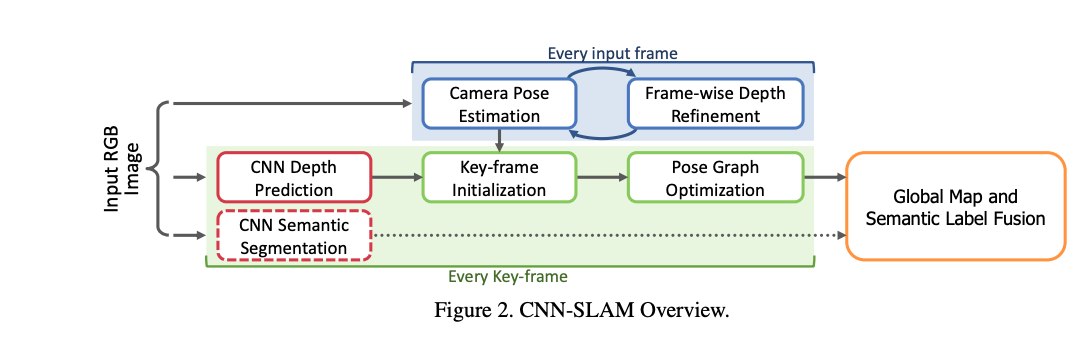 Every input frame
Camera Pose
Estimation
Frame-wise Depth
Refinement
Input RGB
Image
CNN Depth
Prediction
Key-frame
Initialization
Pose Graph
Optimization
CNN Semantic
Segmentation
Global Map and
Semantic Label Fusion
Every Key-frame
Figure 2. CNN-SLAM Overview.